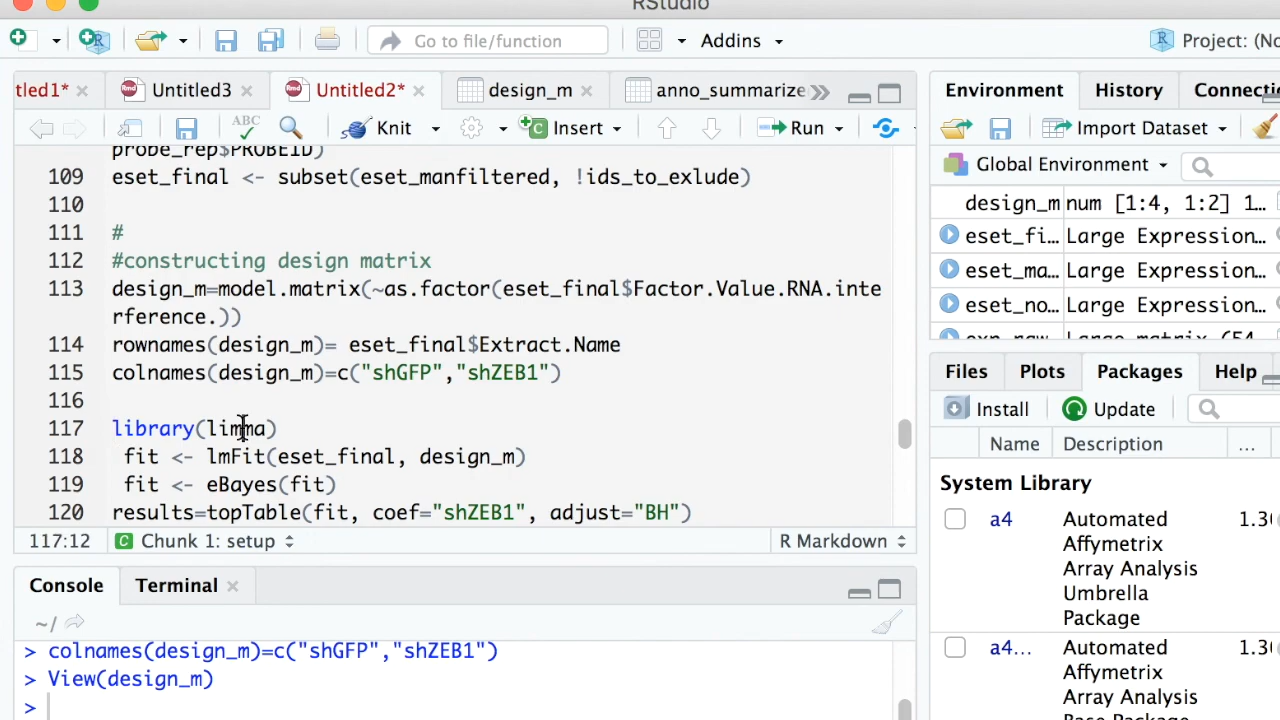 RStudio
Go to file/function
Addins
Project: (No
tled1*
Untitled3
Untitled2*
design_m
anno_summarize
Knit
Insert
Run
probe_rep$PROBEID)
109 eset_final <- subset(eset_manfiltered, !ids_to_exlude)
110
111 #
112 #constructing design matrix
113 design_m=model.matrix(~as.factor(eset_final$Factor.Value.RNA.inte
rference.))
114 rownames(design_m)= eset_final$Extract.Name
115 colnames(design_m)=c("shGFP","shZEB1")
116
117 library(limma)
118 fit <- lmFit(eset_final, design_m)
119 fit <- eBayes(fit)
120 results=topTable(fit, coef="shZEB1", adjust="BH")
117:12 Chunk 1: setup R Markdown
Console Terminal
~/
> colnames(design_m)=c("shGFP","shZEB1")
> View(design_m)
>
Environment History Connectic
Import Dataset
Global Environment
design_m num [1:4, 1:2] 1…
eset_fi… Large Expression…
eset_ma… Large Expression…
eset_no… Large Expression…
Files Plots Packages Help
Install Update
Name Description ...
System Library
a4 Automated 1.3
Affymetrix
Array Analysis
Umbrella
Package
a4... Automated 1.3
Affymetrix
Array Analysis
Base Package